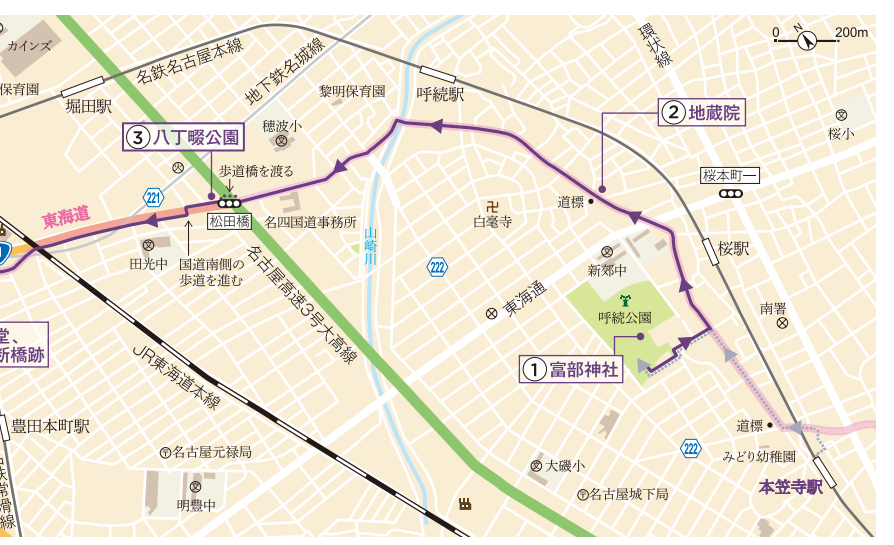 カインズ
保育園
名鉄名古屋本線
地下鉄名城線
堀田駅
黎明保育園
呼続駅
環状線
0
N
200m
② 地蔵院
桜小
③ 八丁畷公園
穂波小
歩道橋を渡る
桜本町一
221
東海道
松田橋
名四国道事務所
道標
白毫寺
山崎川
田光中
国道南側の
歩道を進む
222
新郊中
桜駅
名古屋高速3号大高線
東海通
呼続公園
南署
1
堂、
新橋跡
① 富部神社
JR東海道本線
豊田本町駅
名古屋元禄局
道標
222
みどり幼稚園
大磯小
本笠寺駅
明豊中
名古屋城下局
鉄常滑線